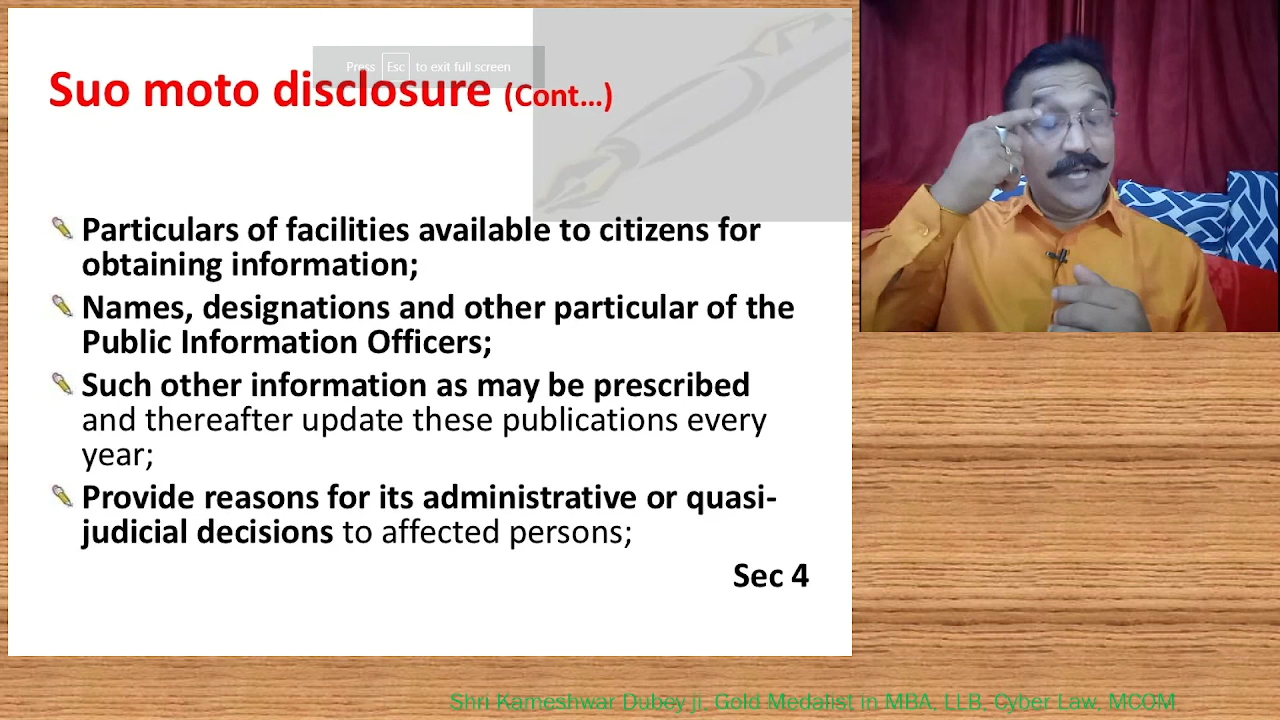 Press Esc to exit full screen
Suo moto disclosure (Cont...)
Particulars of facilities available to citizens for
obtaining information;
Names, designations and other particular of the
Public Information Officers;
Such other information as may be prescribed
and thereafter update these publications every
year;
Provide reasons for its administrative or quasi-
judicial decisions to affected persons;
Sec 4
Shri Kameshwar Dubey ji. Gold Medalist in MBA, LLB, Cyber Law, MCOM